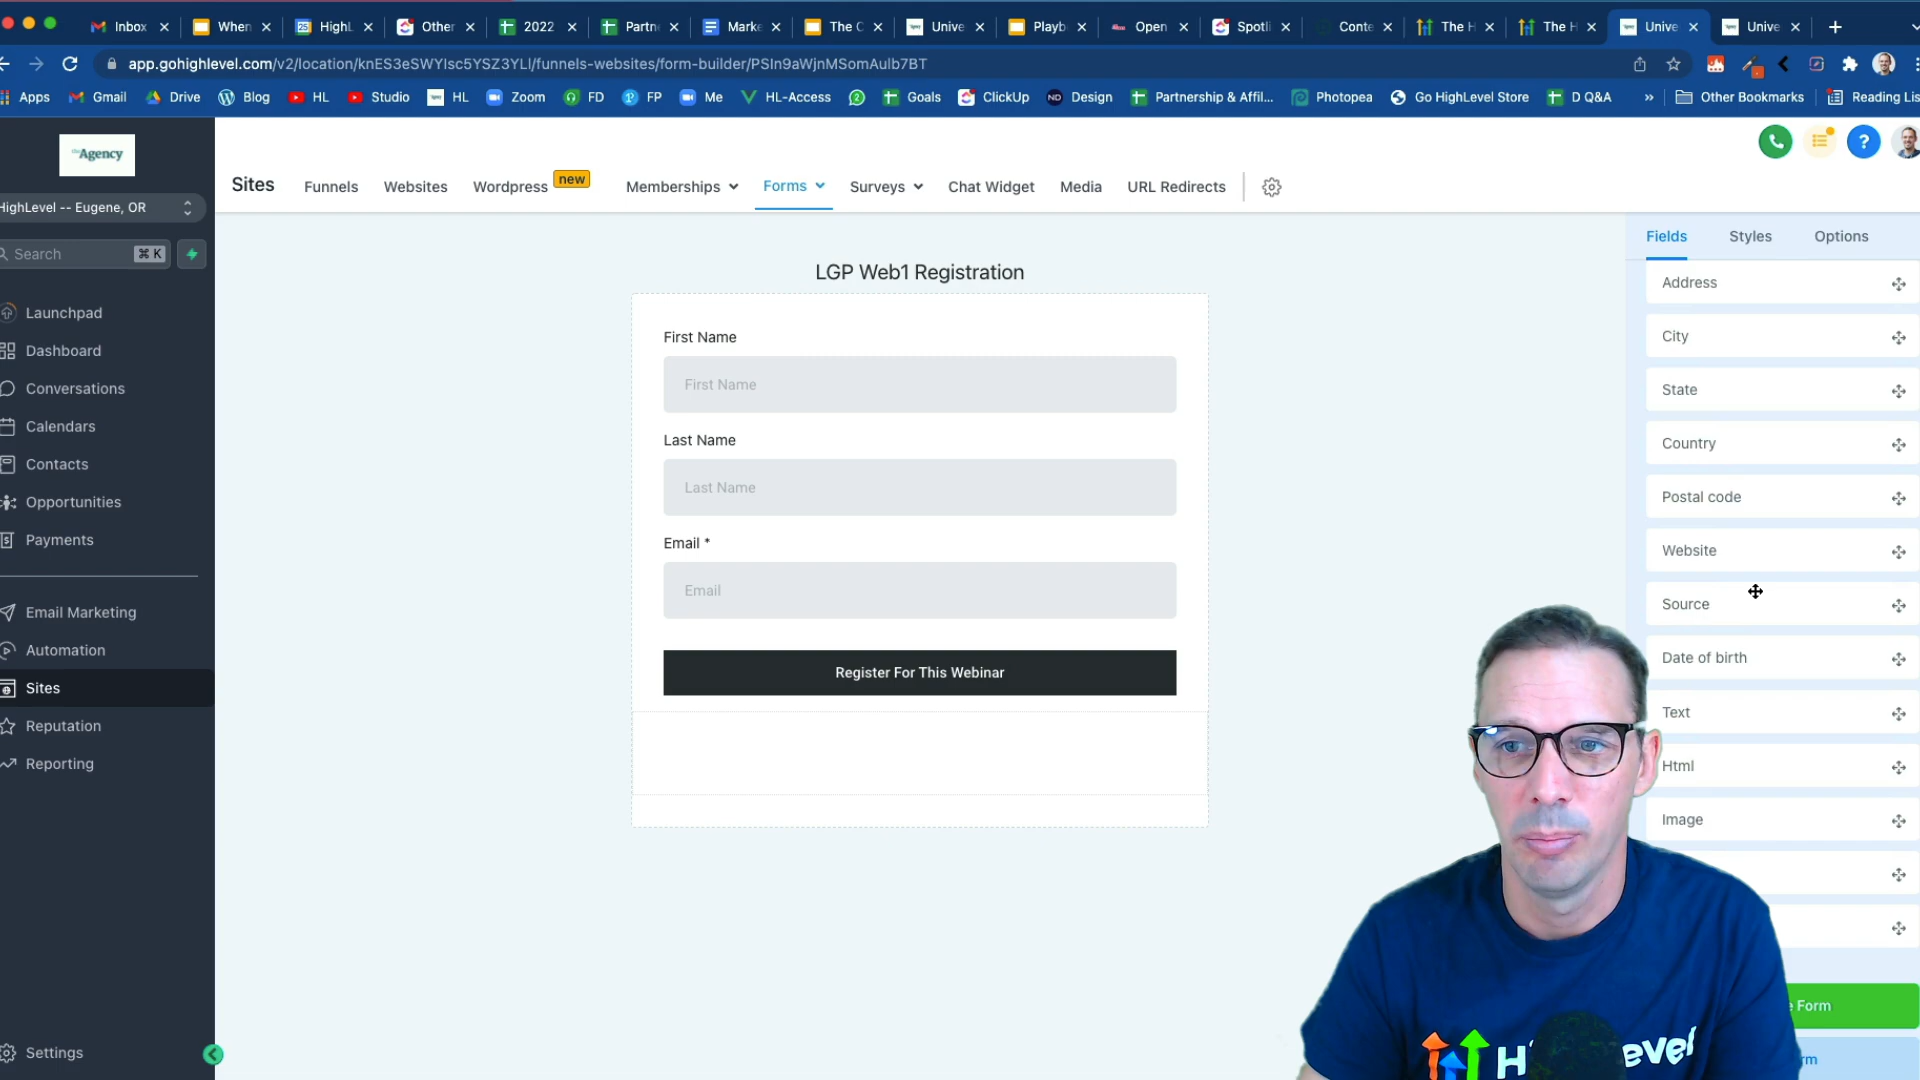 Inbox
When
HighL
Other
2022
Partn
Marke
The C
Unive
Playb
Open
Spotli
Conte
The H
The H
Unive
Unive
app.gohighlevel.com/v2/location/knES3eSWYIsc5YSZ3YLl/funnels-websites/form-builder/PSIn9aWjnMSomAulb7BT
Apps
Gmail
Drive
Blog
HL
Studio
HL
Zoom
FD
FP
Me
HL-Access
Goals
ClickUp
Design
Partnership & Affil...
Photopea
Go HighLevel Store
D Q&A
»
Other Bookmarks
Reading Lis
theAgency
HighLevel -- Eugene, OR
Search
⌘ K
Launchpad
Dashboard
Conversations
Calendars
Contacts
Opportunities
Payments
Email Marketing
Automation
Sites
Reputation
Reporting
Settings
Sites
Funnels
Websites
Wordpress
new
Memberships
Forms
Surveys
Chat Widget
Media
URL Redirects
LGP Web1 Registration
First Name
First Name
Last Name
Last Name
Email *
Email
Register For This Webinar
Fields
Styles
Options
Address
City
State
Country
Postal code
Website
Source
Date of birth
Text
Html
Image
Form
rm
H
evel